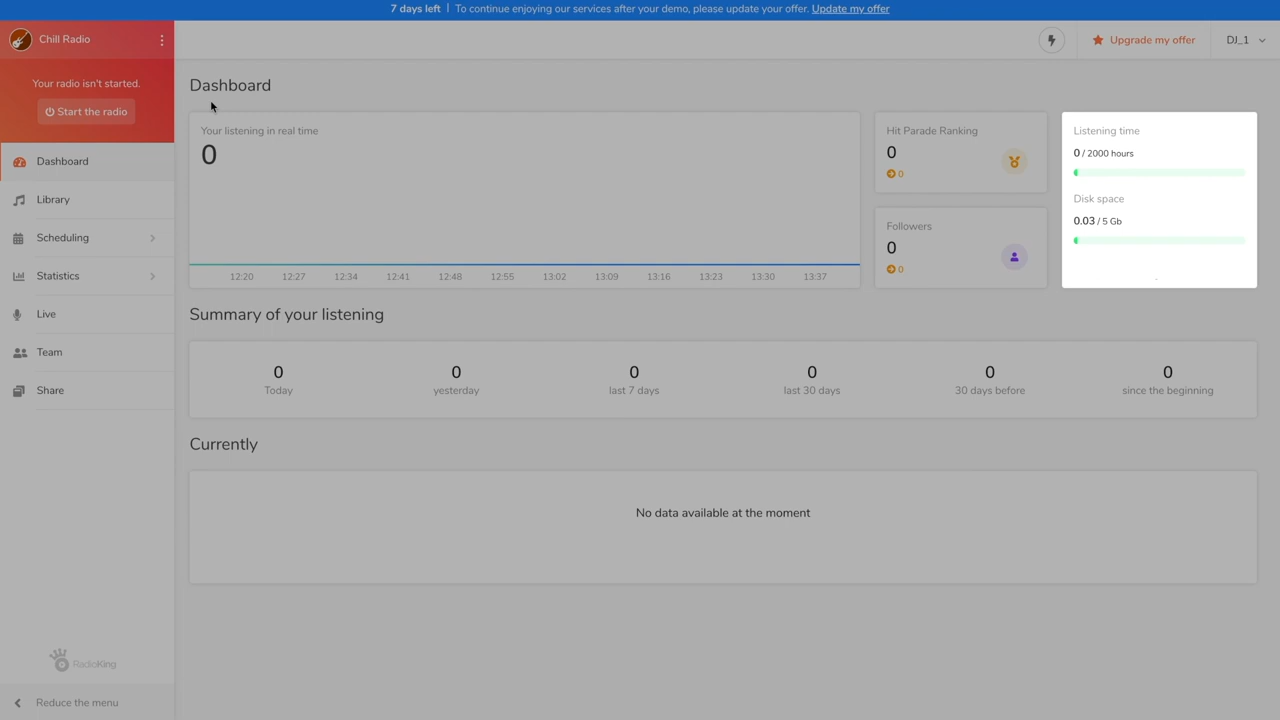 7 days left | To continue enjoying our services after your demo, please update your offer. Update my offer
Chill Radio
Upgrade my offer
DJ_1
Your radio isn't started.
Start the radio
Dashboard
Library
Scheduling
Statistics
Live
Team
Share
RadioKing
Reduce the menu
Dashboard
Your listening in real time
0
12:20 12:27 12:34 12:41 12:48 12:55 13:02 13:09 13:16 13:23 13:30 13:37
Hit Parade Ranking
0
0
Followers
0
0
Listening time
0 / 2000 hours
Disk space
0.03 / 5 Gb
Summary of your listening
0 0 0 0 0 0
Today yesterday last 7 days last 30 days 30 days before since the beginning
Currently
No data available at the moment